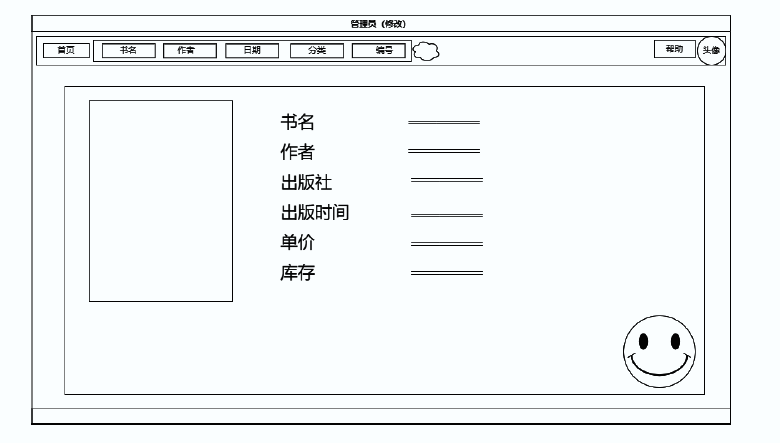 管理员（修改）
首页 书名 作者 日期 分类 编号 帮助 头像
书名
作者
出版社
出版时间
单价
库存